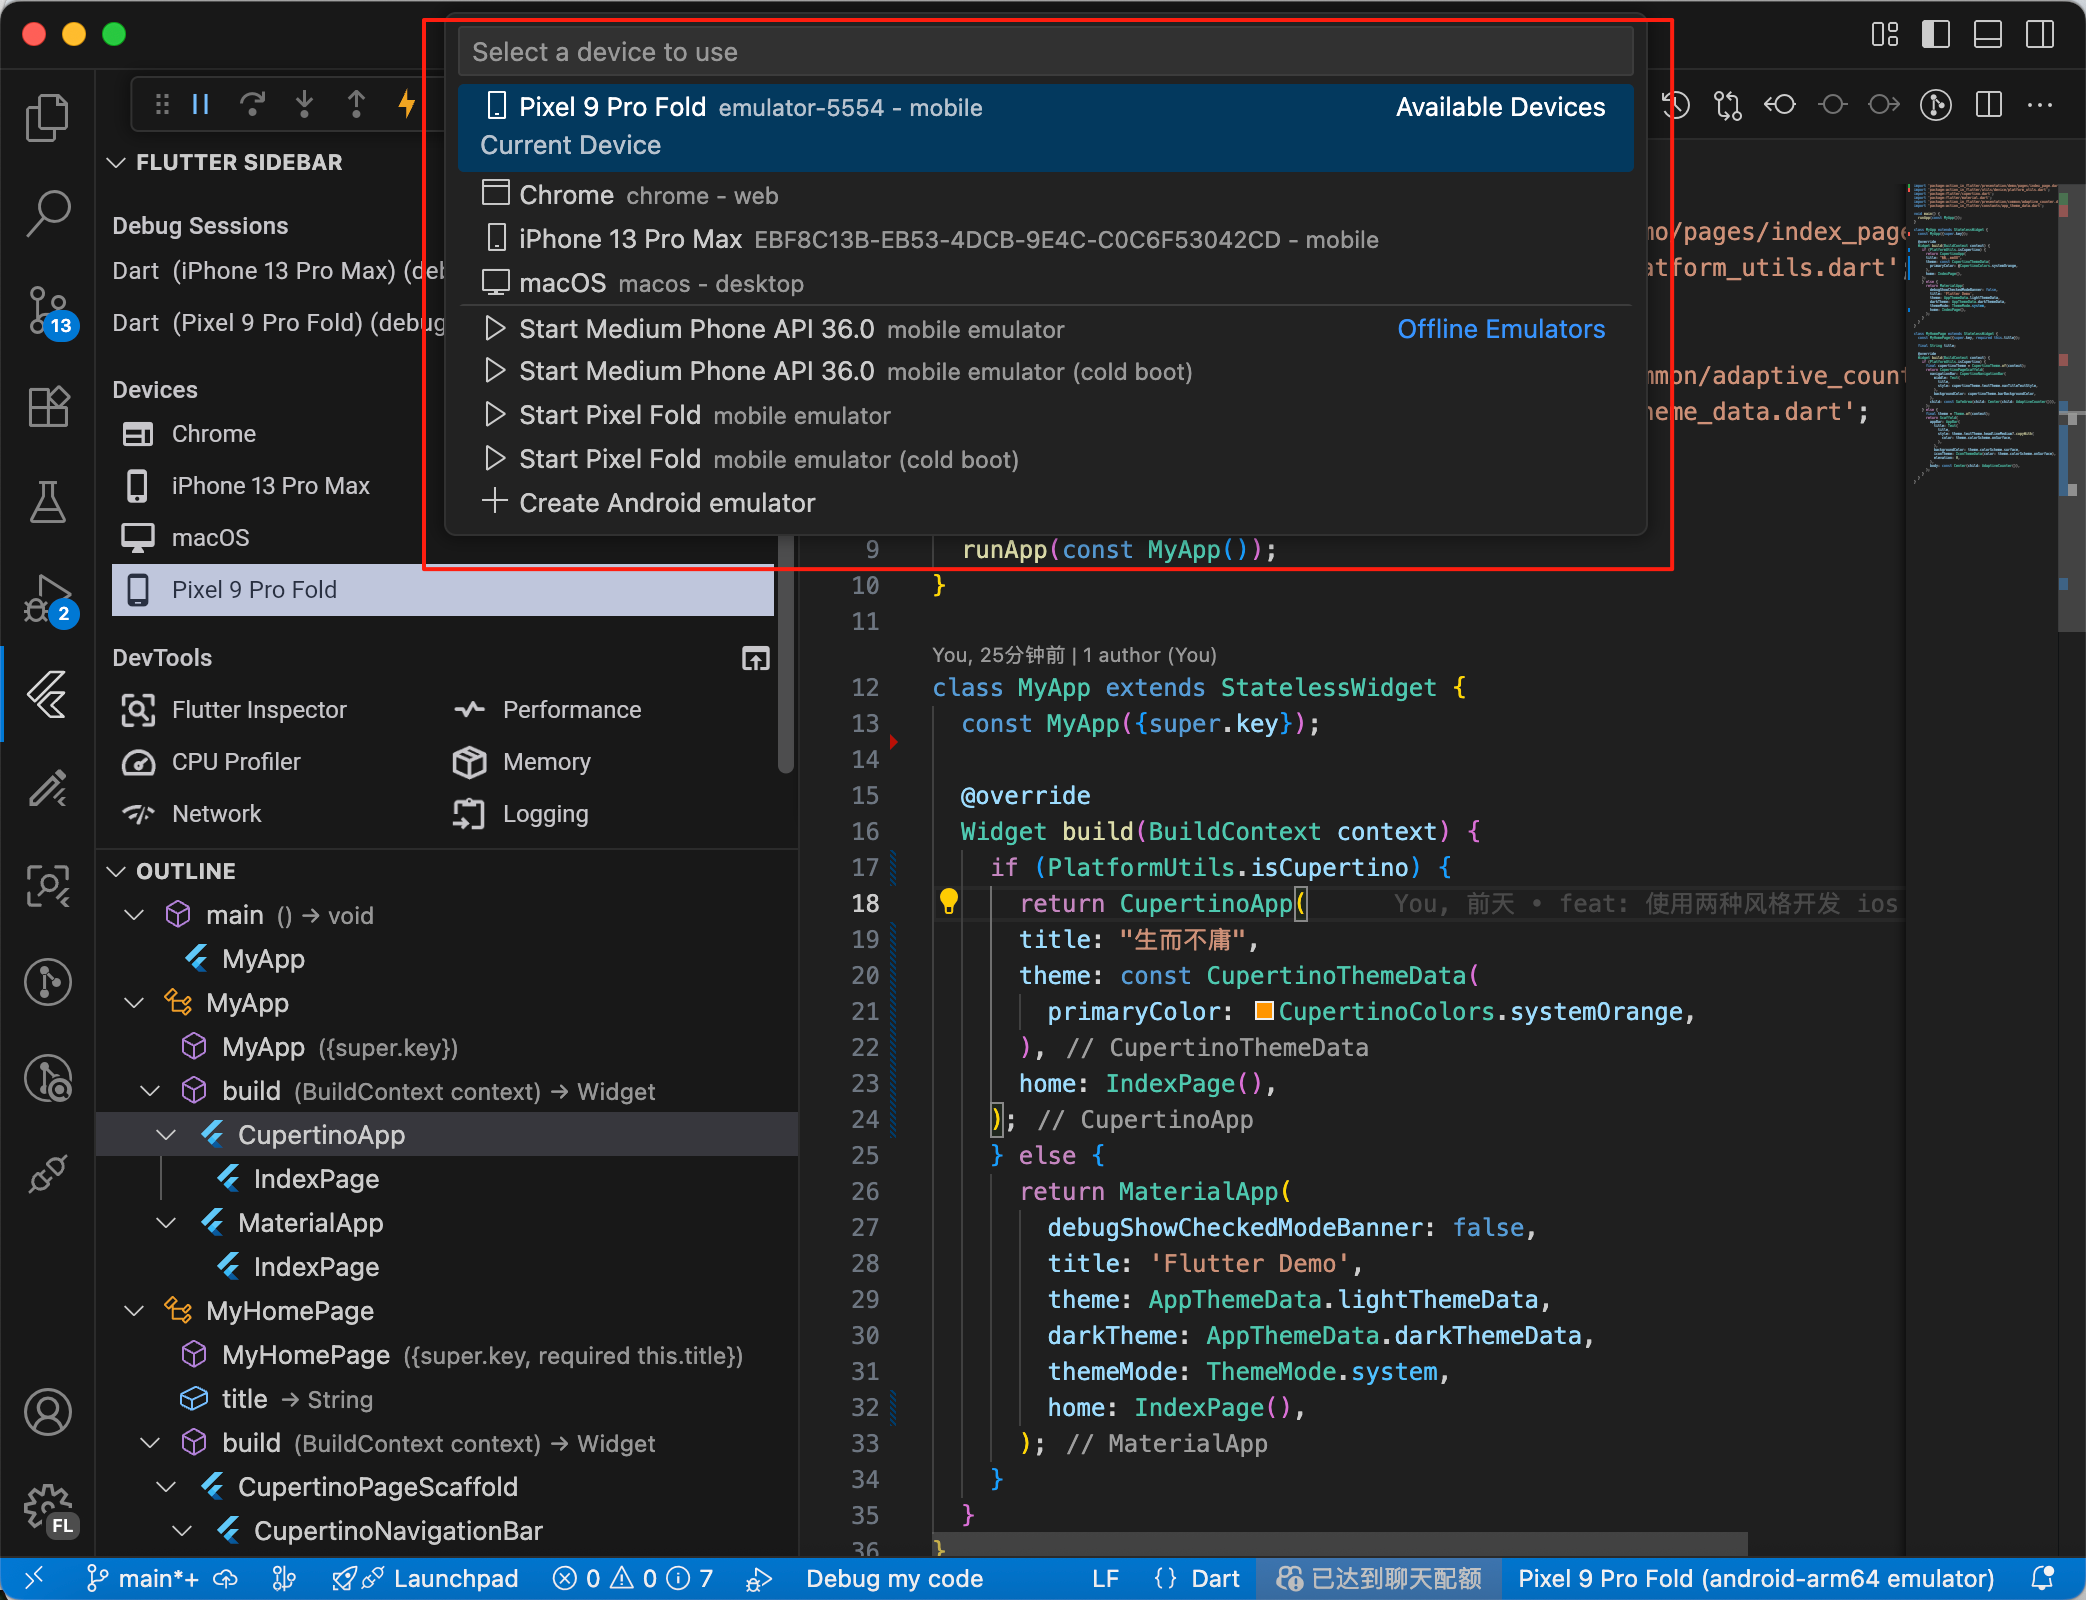 Select a device to use
Pixel 9 Pro Fold emulator-5554 - mobile Available Devices
Current Device
Chrome chrome - web
iPhone 13 Pro Max EBF8C13B-EB53-4DCB-9E4C-C0C6F53042CD - mobile
macOS macos - desktop
Start Medium Phone API 36.0 mobile emulator Offline Emulators
Start Medium Phone API 36.0 mobile emulator (cold boot)
Start Pixel Fold mobile emulator
Start Pixel Fold mobile emulator (cold boot)
Create Android emulator
FLUTTER SIDEBAR
Debug Sessions
Dart (iPhone 13 Pro Max) (deb
Dart (Pixel 9 Pro Fold) (debug
Devices
Chrome
iPhone 13 Pro Max
macOS
Pixel 9 Pro Fold
DevTools
Flutter Inspector Performance
CPU Profiler Memory
Network Logging
13
2
FL
OUTLINE
main () → void
MyApp
MyApp
MyApp ({super.key})
build (BuildContext context) → Widget
CupertinoApp
IndexPage
MaterialApp
IndexPage
MyHomePage
MyHomePage ({super.key, required this.title})
title → String
build (BuildContext context) → Widget
CupertinoPageScaffold
CupertinoNavigationBar
mo/pages/index_page
atform_utils.dart';
mmon/adaptive_count
eme_data.dart';
9 runApp(const MyApp());
10 }
11
You, 25分钟前 | 1 author (You)
12 class MyApp extends StatelessWidget {
13 const MyApp({super.key});
14
15 @override
16 Widget build(BuildContext context) {
17 if (PlatformUtils.isCupertino) {
18 return CupertinoApp( You, 前天 • feat: 使用两种风格开发 ios
19 title: "生而不庸",
20 theme: const CupertinoThemeData(
21 primaryColor: CupertinoColors.systemOrange,
22 ), // CupertinoThemeData
23 home: IndexPage(),
24 ); // CupertinoApp
25 } else {
26 return MaterialApp(
27 debugShowCheckedModeBanner: false,
28 title: 'Flutter Demo',
29 theme: AppThemeData.lightThemeData,
30 darkTheme: AppThemeData.darkThemeData,
31 themeMode: ThemeMode.system,
32 home: IndexPage(),
33 ); // MaterialApp
34 }
35 }
36 }
main*+ Launchpad 0 0 7 Debug my code LF {} Dart 已达到聊天配额 Pixel 9 Pro Fold (android-arm64 emulator)